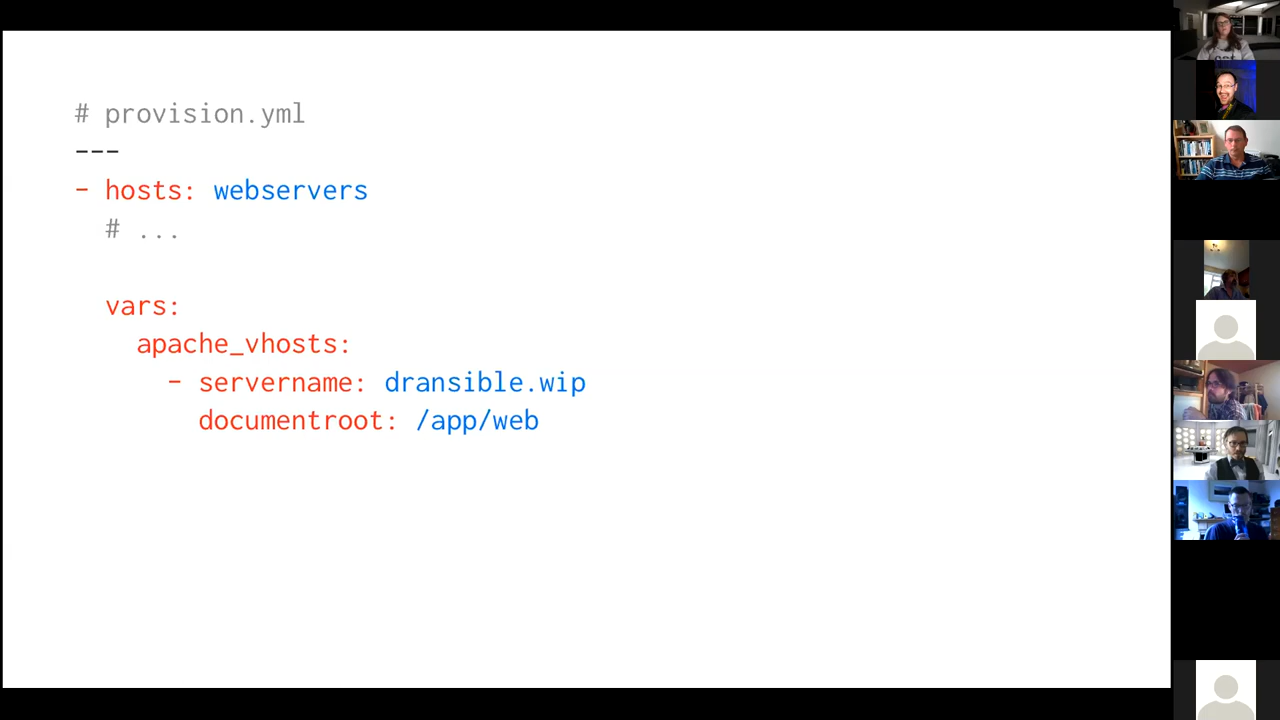 # provision.yml
---
- hosts: webservers
# ...
vars:
apache_vhosts:
- servername: dransible.wip
documentroot: /app/web